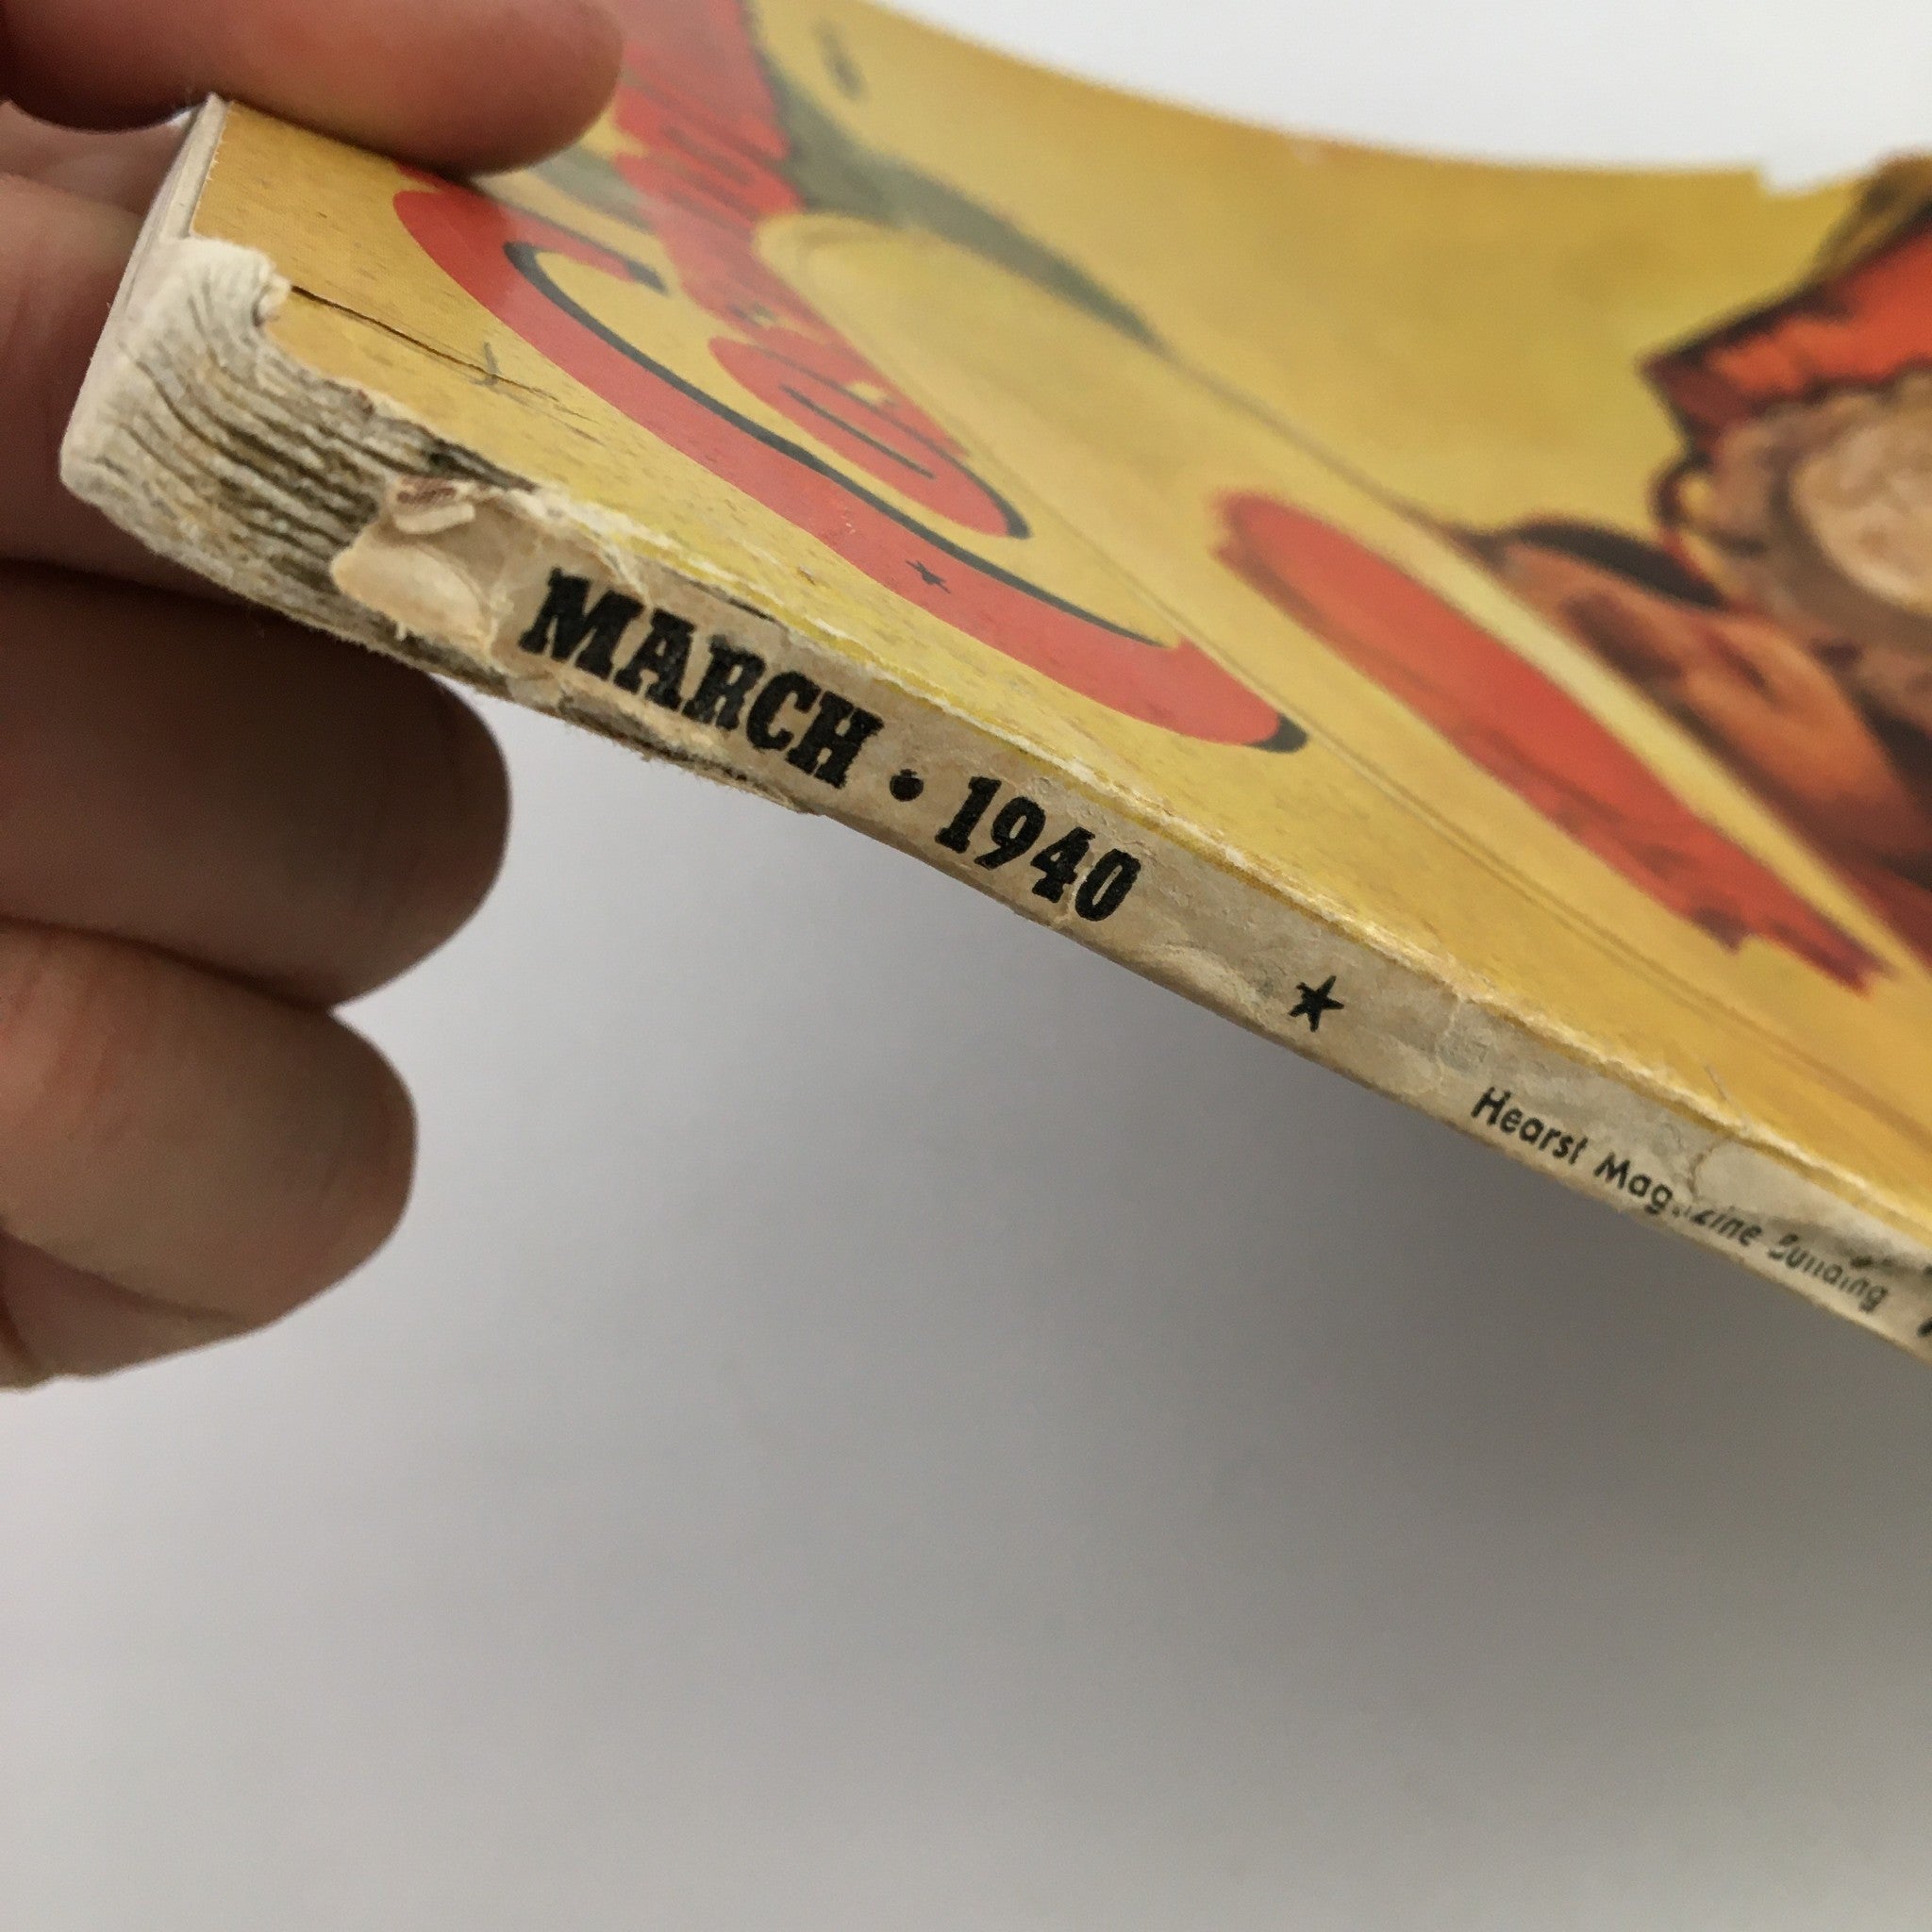 MARCH • 1940 ★ Hearst Magazine Building